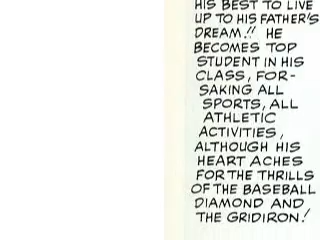 HIS BEST TO LIVE
UP TO HIS FATHER'S
DREAM!! HE
BECOMES TOP
STUDENT IN HIS
CLASS, FOR-
SAKING ALL
SPORTS, ALL
ATHLETIC
ACTIVITIES,
ALTHOUGH HIS
HEART ACHES
FOR THE THRILLS
OF THE BASEBALL
DIAMOND AND
THE GRIDIRON!